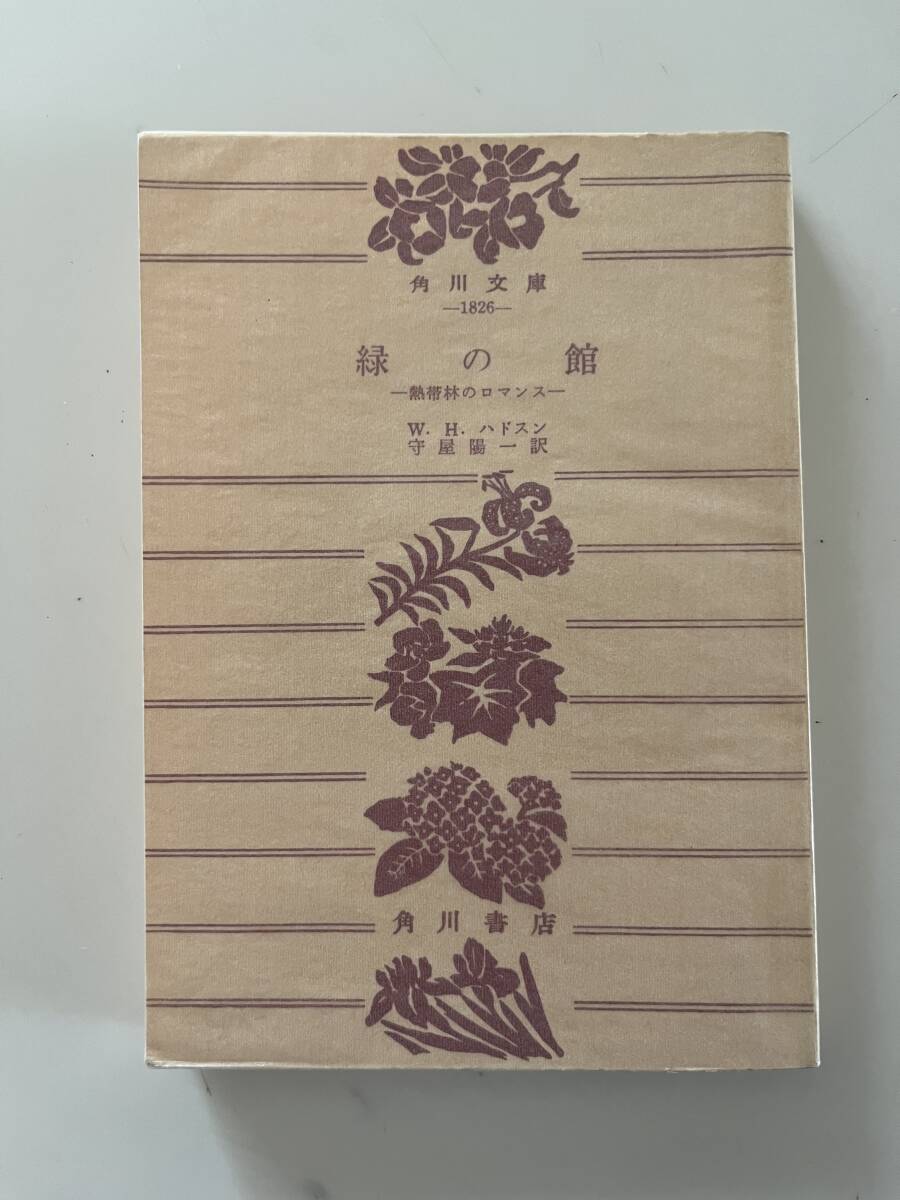 角川文庫
—1826—
緑の館
—熱帯林のロマンス—
W. H. ハドスン
守屋陽一訳
角川書店